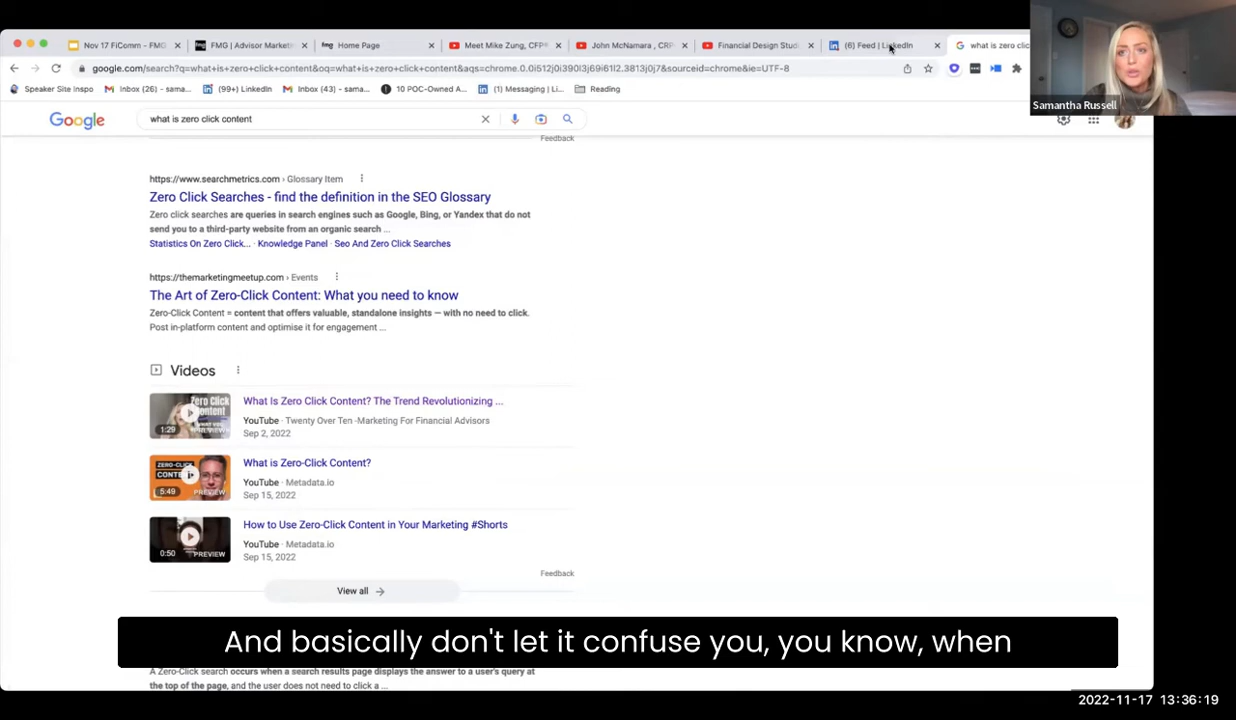 Nov 17 FiComm - FMG
FMG | Advisor Market
Home Page
Meet Mike Zung, CFP®
John McNamara , CRP
Financial Design Stud
(6) Feed | LinkedIn
what is zero clic
google.com/search?q=what+is+zero+click+content&oq=what+is+zero+click+content&aqs=chrome.0.0i512j0i390l3j69i61l2.3813j0j7&sourceid=chrome&ie=UTF-8
Speaker Site Inspo
Inbox (26) - sama...
(99+) LinkedIn
Inbox (43) - sama...
10 POC-Owned A...
(1) Messaging | Li...
Reading
Samantha Russell
Google
what is zero click content
Feedback
https://www.searchmetrics.com › Glossary Item
Zero Click Searches - find the definition in the SEO Glossary
Zero click searches are queries in search engines such as Google, Bing, or Yandex that do not
send you to a third-party website from an organic search ...
Statistics On Zero Click... · Knowledge Panel · Seo And Zero Click Searches
https://themarketingmeetup.com › Events
The Art of Zero-Click Content: What you need to know
Zero-Click Content = content that offers valuable, standalone insights — with no need to click.
Post in-platform content and optimise it for engagement ...
Videos
What Is Zero Click Content? The Trend Revolutionizing ...
YouTube · Twenty Over Ten -Marketing For Financial Advisors
1:29
PREVIEW
Sep 2, 2022
What is Zero-Click Content?
YouTube · Metadata.io
5:49
PREVIEW
Sep 15, 2022
How to Use Zero-Click Content in Your Marketing #Shorts
YouTube · Metadata.io
0:50
PREVIEW
Sep 15, 2022
Feedback
View all
And basically don't let it confuse you, you know, when
A Zero-Click search occurs when a search results page displays the answer to a user's query at
the top of the page, and the user does not need to click a ...
2022-11-17 13:36:19